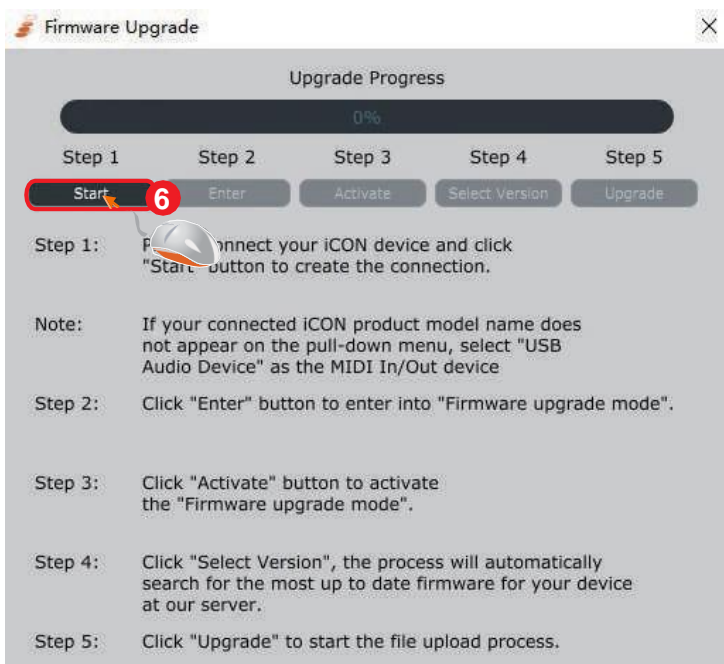 Firmware Upgrade
Upgrade Progress
0%
Step 1 Step 2 Step 3 Step 4 Step 5
Start Enter Activate Select Version Upgrade
6
Step 1: connect your iCON device and click
"Start" button to create the connection.
Note: If your connected iCON product model name does
not appear on the pull-down menu, select "USB
Audio Device" as the MIDI In/Out device
Step 2: Click "Enter" button to enter into "Firmware upgrade mode".
Step 3: Click "Activate" button to activate
the "Firmware upgrade mode".
Step 4: Click "Select Version", the process will automatically
search for the most up to date firmware for your device
at our server.
Step 5: Click "Upgrade" to start the file upload process.